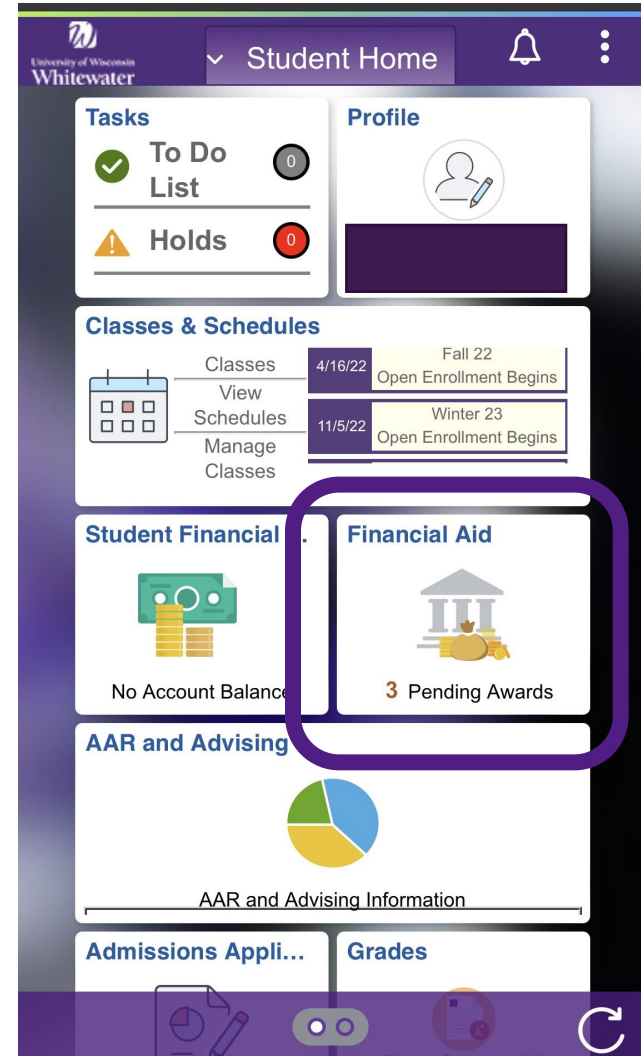 University of Wisconsin
Whitewater
Student Home
Tasks
To Do
List
0
Holds
0
Profile
Classes & Schedules
Classes
View
Schedules
Manage
Classes
4/16/22
Fall 22
Open Enrollment Begins
11/5/22
Winter 23
Open Enrollment Begins
Student Financial
No Account Balance
Financial Aid
3 Pending Awards
AAR and Advising
AAR and Advising Information
Admissions Appli...
Grades